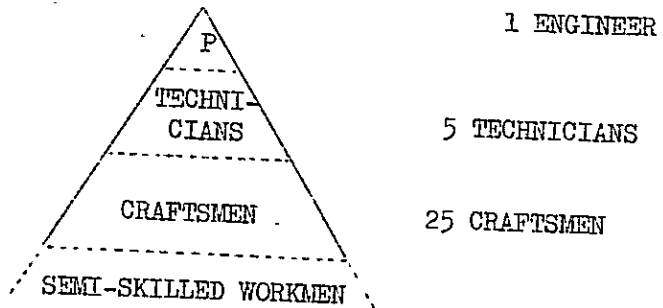 1 ENGINEER
P
TECHNI-
CIANS
5 TECHNICIANS
CRAFTSMEN
25 CRAFTSMEN
SEMI-SKILLED WORKMEN